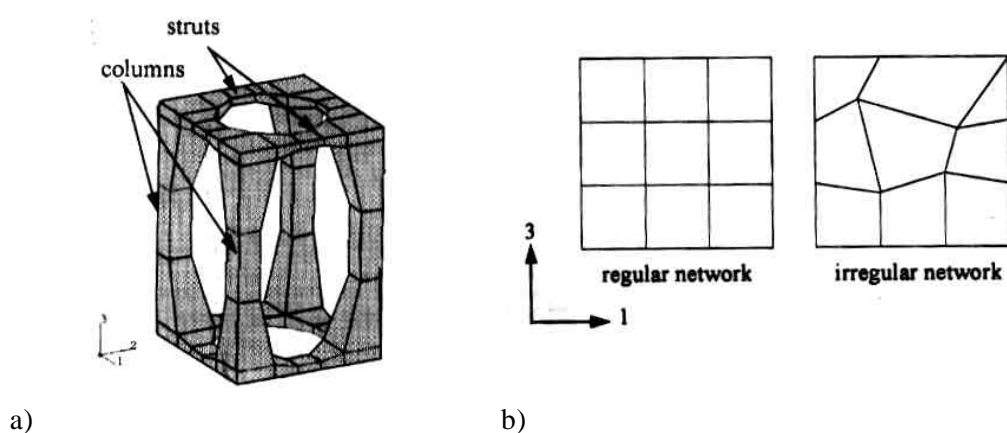 struts
columns
3
2
1
a)
3
1
regular network
irregular network
b)